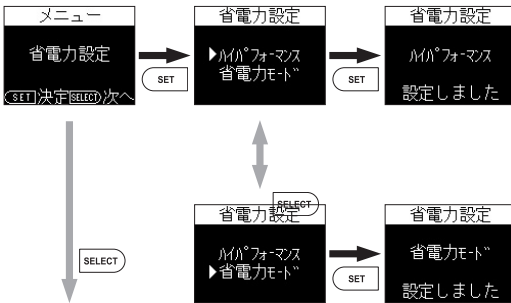 メニュー
省電力設定
SET決定SELECT次へ
SET
省電力設定
▶ハイパフォーマンス
省電力モード
SET
省電力設定
ハイパフォーマンス
設定しました
SELECT
SELECT
省電力設定
ハイパフォーマンス
▶省電力モード
SET
省電力設定
省電力モード
設定しました